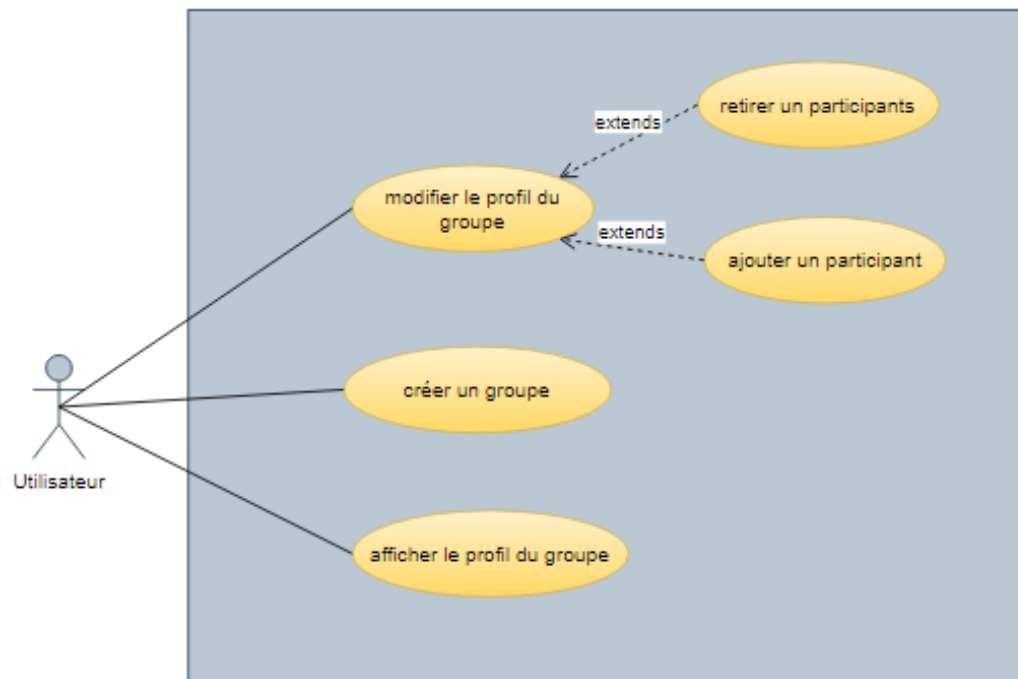 retirer un participants
extends
modifier le profil du
groupe
extends
ajouter un participant
créer un groupe
Utilisateur
afficher le profil du groupe